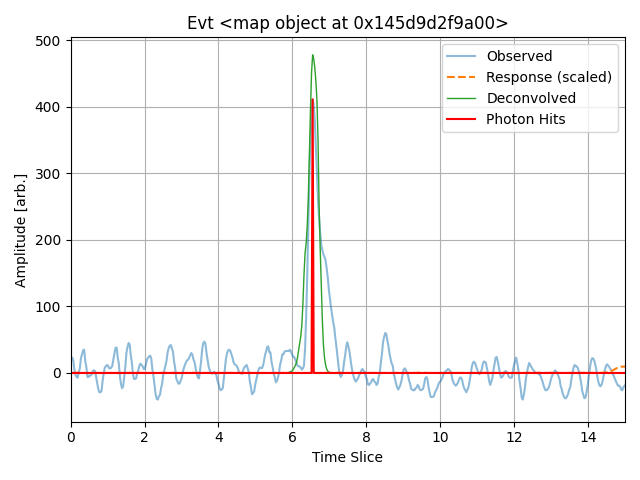 Evt <map object at 0x145d9d2f9a00>
500
400
300
200
100
0
Amplitude [arb.]
Observed
Response (scaled)
Deconvolved
Photon Hits
0 2 4 6 8 10 12 14
Time Slice